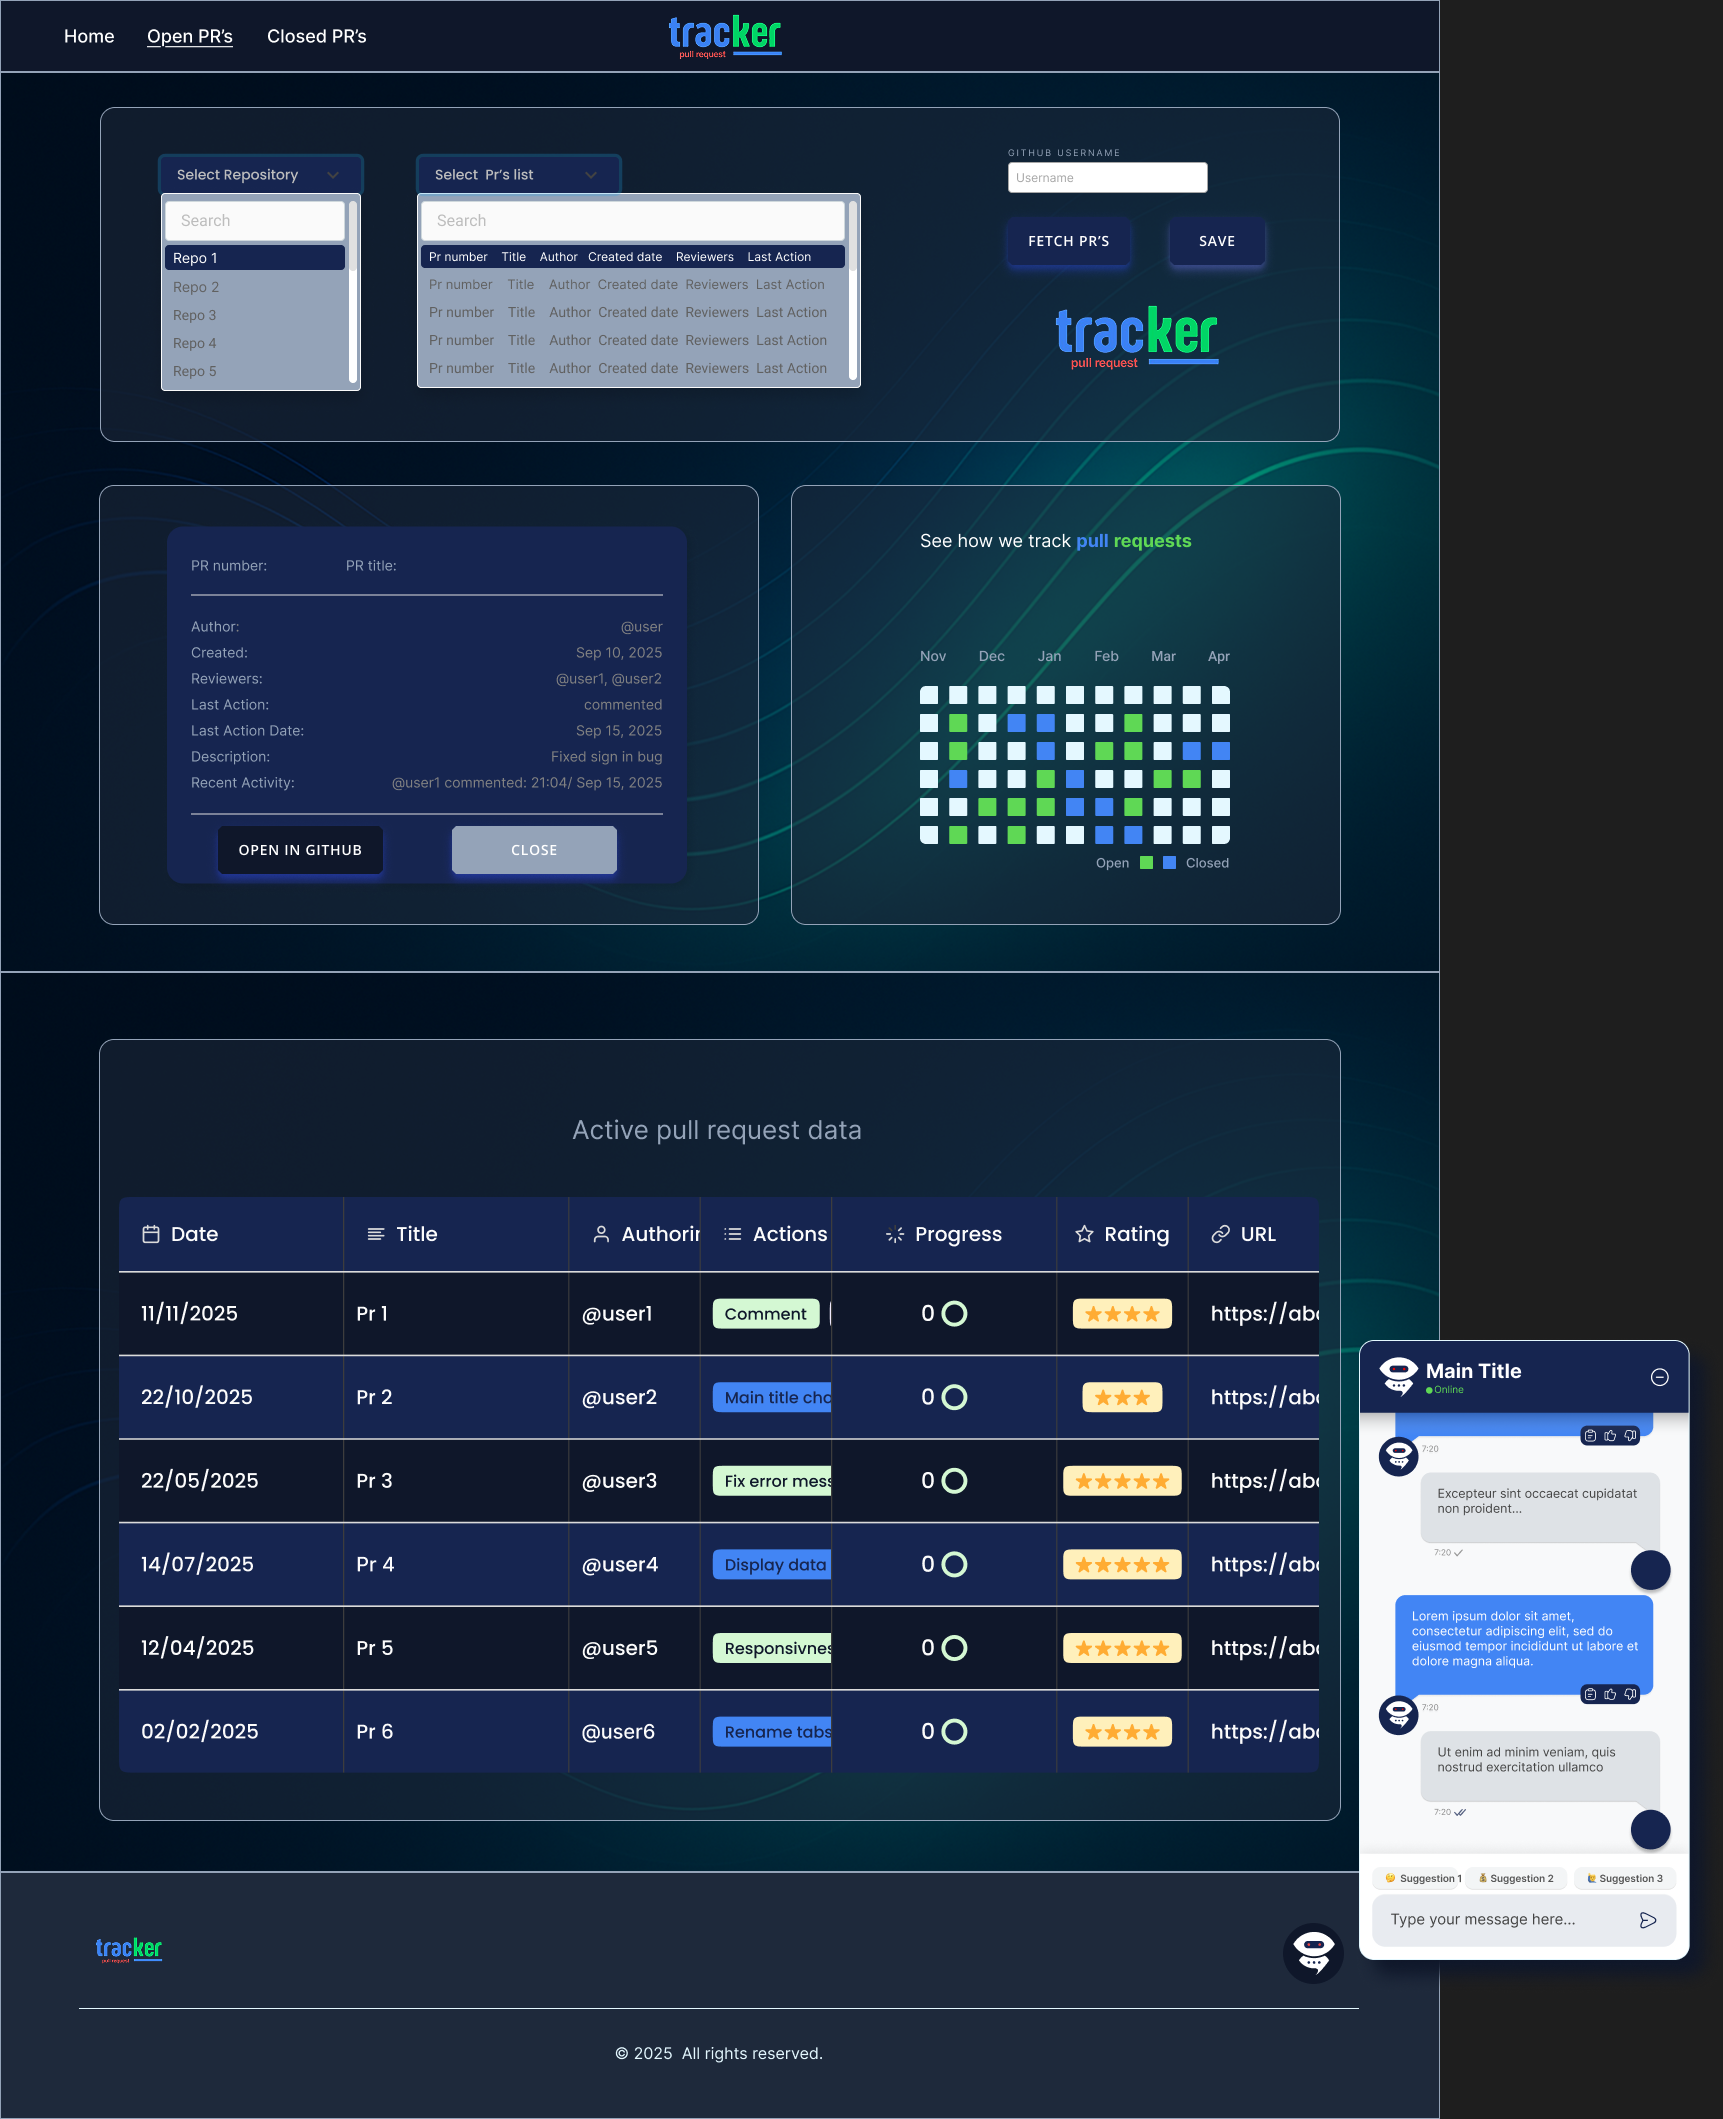 Home Open PR's Closed PR's
tracker
pull request
Select Repository
Search
Repo 1
Repo 2
Repo 3
Repo 4
Repo 5
Select Pr's list
Search
Pr number Title Author Created date Reviewers Last Action
Pr number Title Author Created date Reviewers Last Action
Pr number Title Author Created date Reviewers Last Action
Pr number Title Author Created date Reviewers Last Action
Pr number Title Author Created date Reviewers Last Action
GITHUB USERNAME
Username
FETCH PR'S SAVE
tracker
pull request
PR number: PR title:
Author: @user
Created: Sep 10, 2025
Reviewers: @user1, @user2
Last Action: commented
Last Action Date: Sep 15, 2025
Description: Fixed sign in bug
Recent Activity: @user1 commented: 21:04/ Sep 15, 2025
OPEN IN GITHUB CLOSE
See how we track pull requests
Nov Dec Jan Feb Mar Apr
Open Closed
Active pull request data
Date Title Authorin Actions Progress Rating URL
11/11/2025 Pr 1 @user1 Comment 0 https://abc
22/10/2025 Pr 2 @user2 Main title cha 0 https://abc
22/05/2025 Pr 3 @user3 Fix error mess 0 https://abc
14/07/2025 Pr 4 @user4 Display data 0 https://abc
12/04/2025 Pr 5 @user5 Responsivnes 0 https://abc
02/02/2025 Pr 6 @user6 Rename tabs 0 https://abc
Main Title
Online
7:20
Excepteur sint occaecat cupidatat
non proident...
7:20
Lorem ipsum dolor sit amet,
consectetur adipiscing elit, sed do
eiusmod tempor incididunt ut labore et
dolore magna aliqua.
7:20
Ut enim ad minim veniam, quis
nostrud exercitation ullamco
7:20
Suggestion 1 Suggestion 2 Suggestion 3
Type your message here...
tracker
pull request
© 2025 All rights reserved.